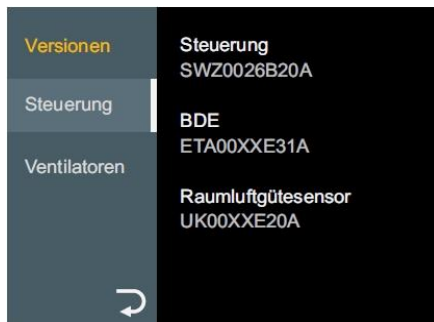 Versionen
Steuerung
Ventilatoren
Steuerung
SWZ0026B20A
BDE
ETA00XXE31A
Raumluftgütesensor
UK00XXE20A